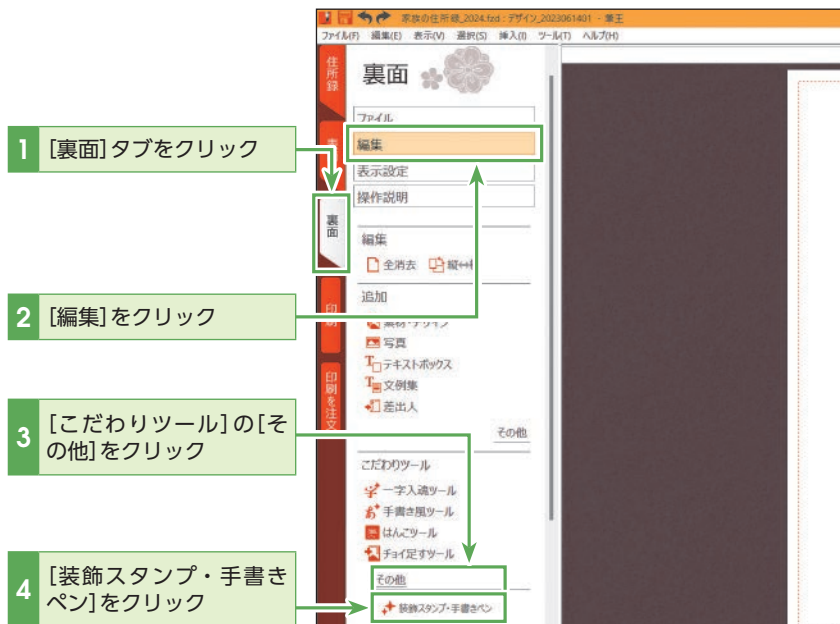 家族の住所録_2024.fzd : デザイン_2023061401 - 筆王
ファイル(F) 編集(E) 表示(V) 選択(S) 挿入(I) ツール(T) ヘルプ(H)
住所録
裏面
ファイル
編集
表示設定
操作説明
裏面
編集
全消去
追加
素材・デザイン
写真
テキストボックス
文例集
差出人
その他
印刷
印刷を注文
こだわりツール
一字入魂ツール
手書き風ツール
はんこツール
チョイ足すツール
その他
装飾スタンプ・手書きペン
1 [裏面]タブをクリック
2 [編集]をクリック
3 [こだわりツール]の[そ
の他]をクリック
4 [装飾スタンプ・手書き
ペン]をクリック